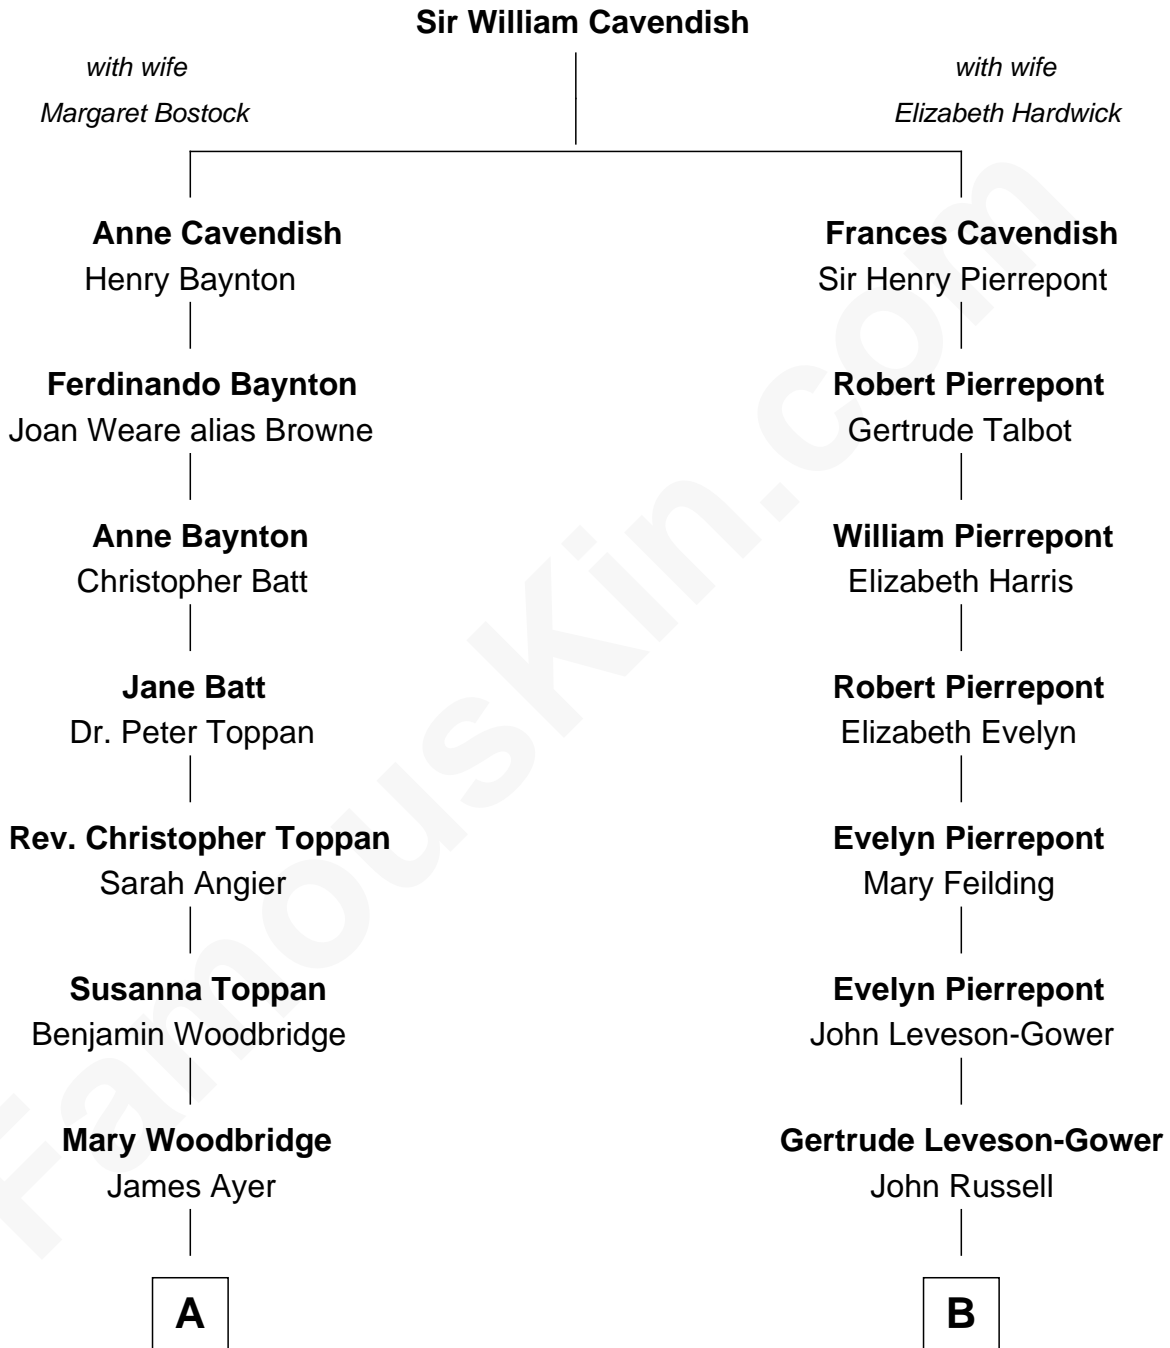 Sir William Cavendish
with wife
Margaret Bostock
with wife
Elizabeth Hardwick
Anne Cavendish
Henry Baynton
Frances Cavendish
Sir Henry Pierrepont
Ferdinando Baynton
Joan Weare alias Browne
Robert Pierrepont
Gertrude Talbot
Anne Baynton
Christopher Batt
William Pierrepont
Elizabeth Harris
Jane Batt
Dr. Peter Toppan
Robert Pierrepont
Elizabeth Evelyn
Rev. Christopher Toppan
Sarah Angier
Evelyn Pierrepont
Mary Feilding
Susanna Toppan
Benjamin Woodbridge
Evelyn Pierrepont
John Leveson-Gower
Mary Woodbridge
James Ayer
Gertrude Leveson-Gower
John Russell
A
B
FamousKin.com